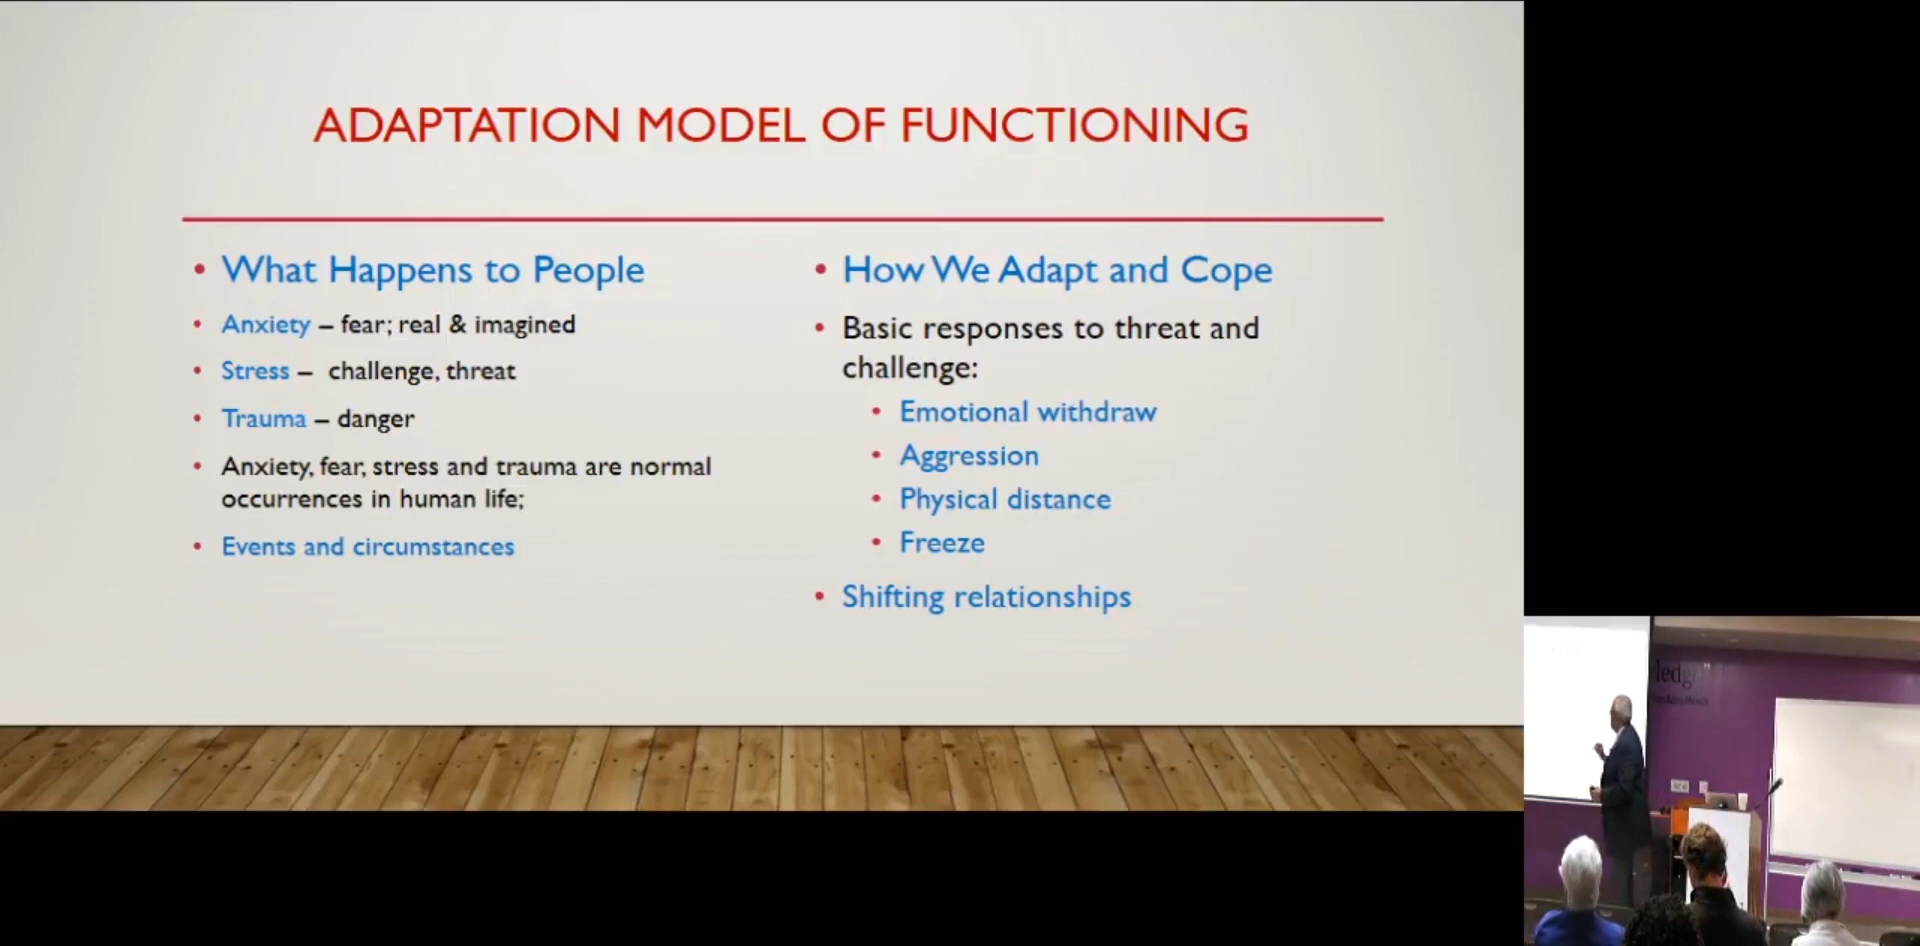 ADAPTATION MODEL OF FUNCTIONING
• What Happens to People
• Anxiety – fear; real & imagined
• Stress – challenge, threat
• Trauma – danger
• Anxiety, fear, stress and trauma are normal
occurrences in human life;
• Events and circumstances
• How We Adapt and Cope
• Basic responses to threat and
challenge:
• Emotional withdraw
• Aggression
• Physical distance
• Freeze
• Shifting relationships